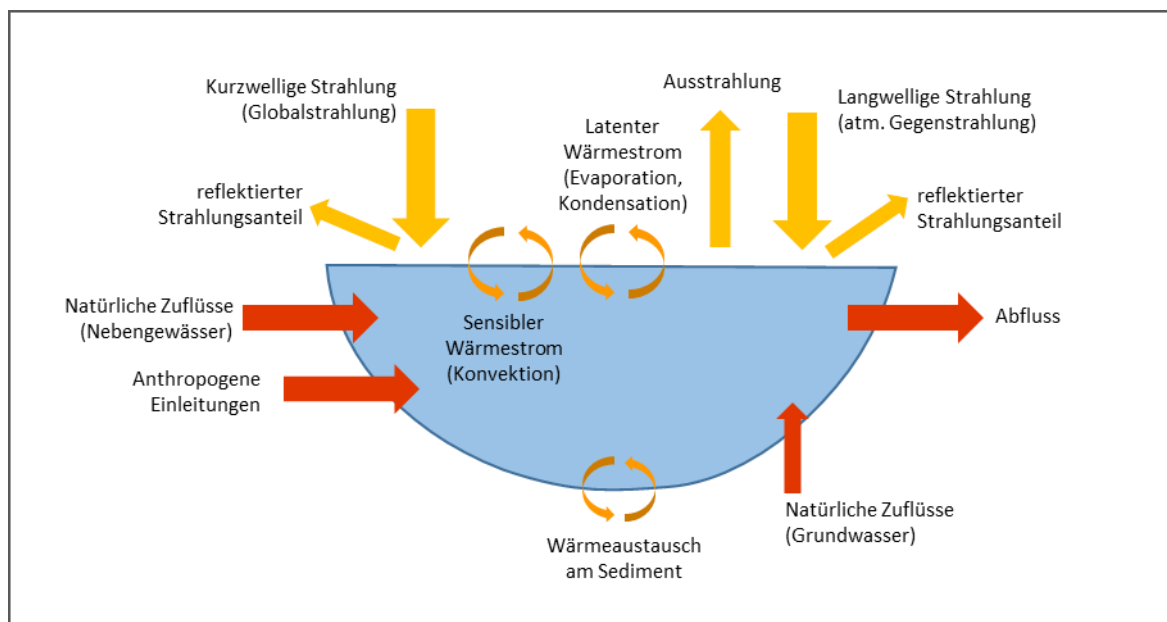 Kurzwellige Strahlung
(Globalstrahlung)
reflektierter
Strahlungsanteil
Latenter
Wärmestrom
(Evaporation,
Kondensation)
Ausstrahlung
Langwellige Strahlung
(atm. Gegenstrahlung)
reflektierter
Strahlungsanteil
Natürliche Zuflüsse
(Nebengewässer)
Sensibler
Wärmestrom
(Konvektion)
Abfluss
Anthropogene
Einleitungen
Natürliche Zuflüsse
(Grundwasser)
Wärmeaustausch
am Sediment